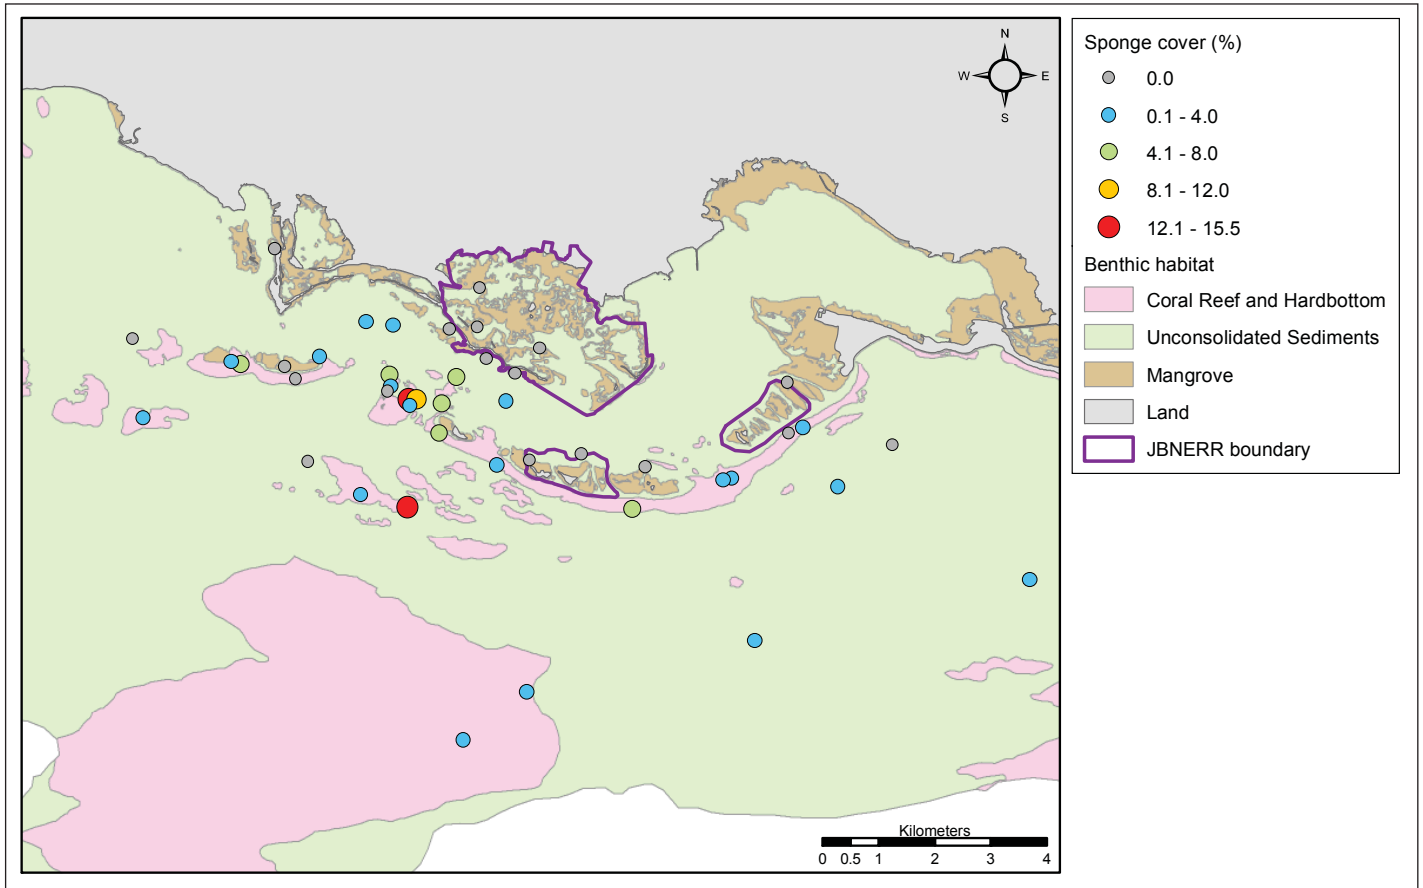 N
W E
S
Kilometers
0 0.5 1 2 3 4
Sponge cover (%)
0.0
0.1 - 4.0
4.1 - 8.0
8.1 - 12.0
12.1 - 15.5
Benthic habitat
Coral Reef and Hardbottom
Unconsolidated Sediments
Mangrove
Land
JBNERR boundary